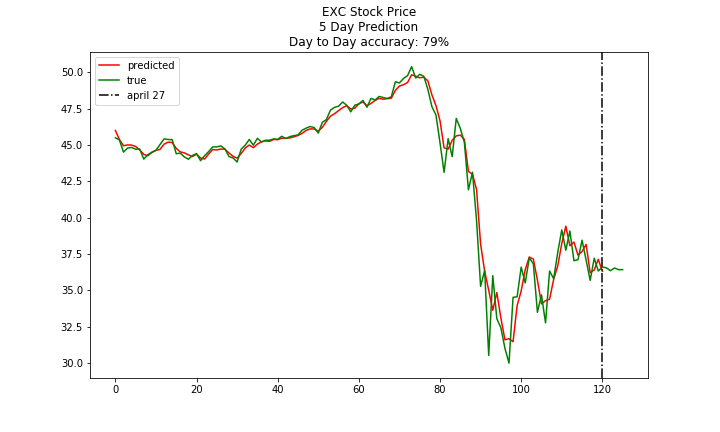 EXC Stock Price
5 Day Prediction
Day to Day accuracy: 79%
predicted
true
april 27
50.0
47.5
45.0
42.5
40.0
37.5
35.0
32.5
30.0
0 20 40 60 80 100 120